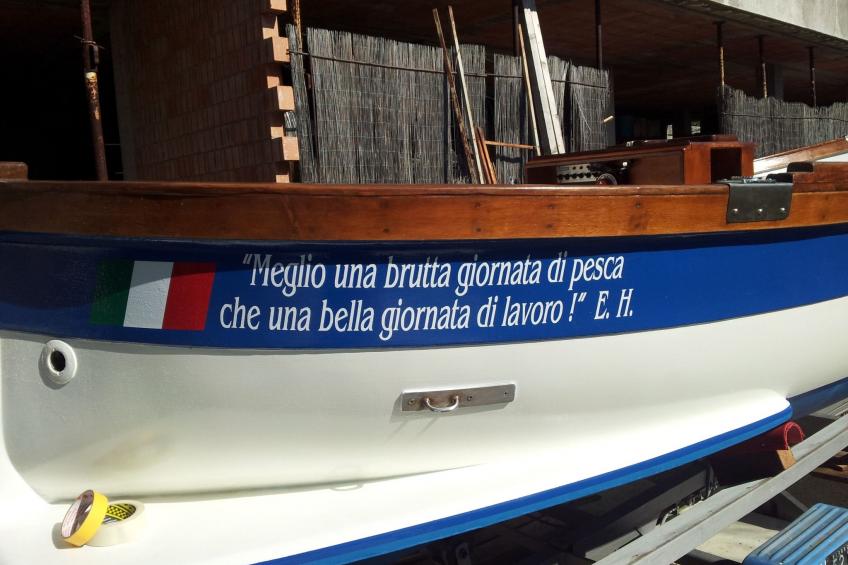 "Meglio una brutta giornata di pesca
che una bella giornata di lavoro !" E. H.